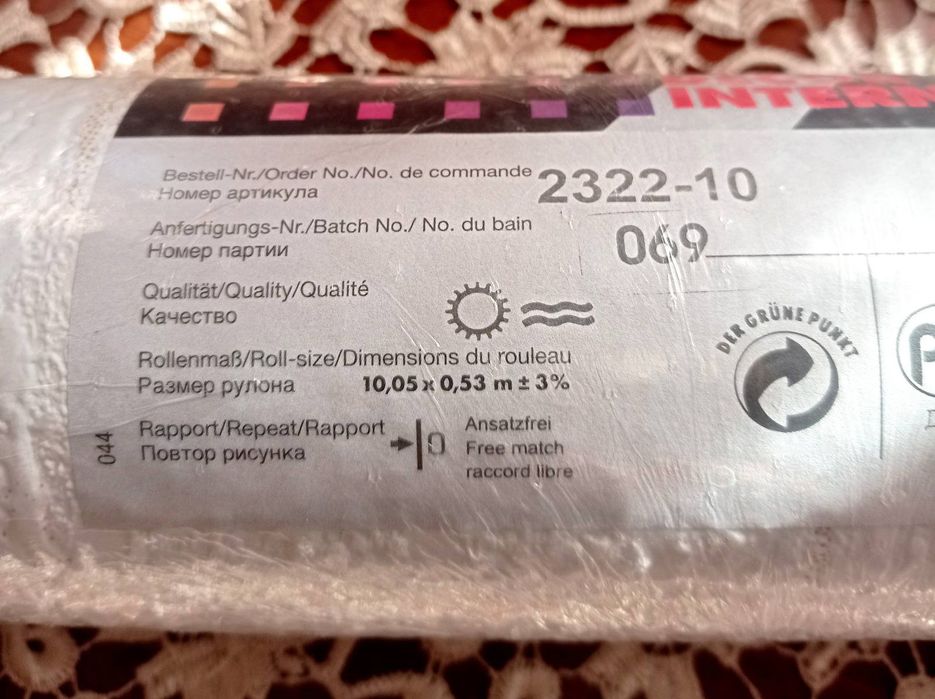 Bestell-Nr./Order No./No. de commande 2322-10
Номер артикула
Anfertigungs-Nr./Batch No./ No. du bain 069
Номер партии
Qualität/Quality/Qualité
Качество
DER GRÜNE PUNKT
Rollenmaß/Roll-size/Dimensions du rouleau
Размер рулона 10,05 x 0,53 m ± 3%
Rapport/Repeat/Rapport
Повтор рисунка
0
Ansatzfrei
Free match
raccord libre
044